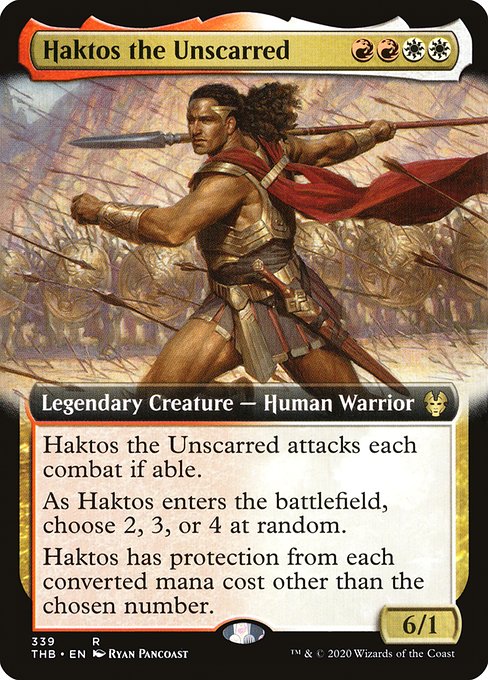 Haktos the Unscarred
Legendary Creature — Human Warrior
Haktos the Unscarred attacks each
combat if able.
As Haktos enters the battlefield,
choose 2, 3, or 4 at random.
Haktos has protection from each
converted mana cost other than the
chosen number.
6/1
339 R
THB • EN Ryan Pancoast
™ & © 2020 Wizards of the Coast